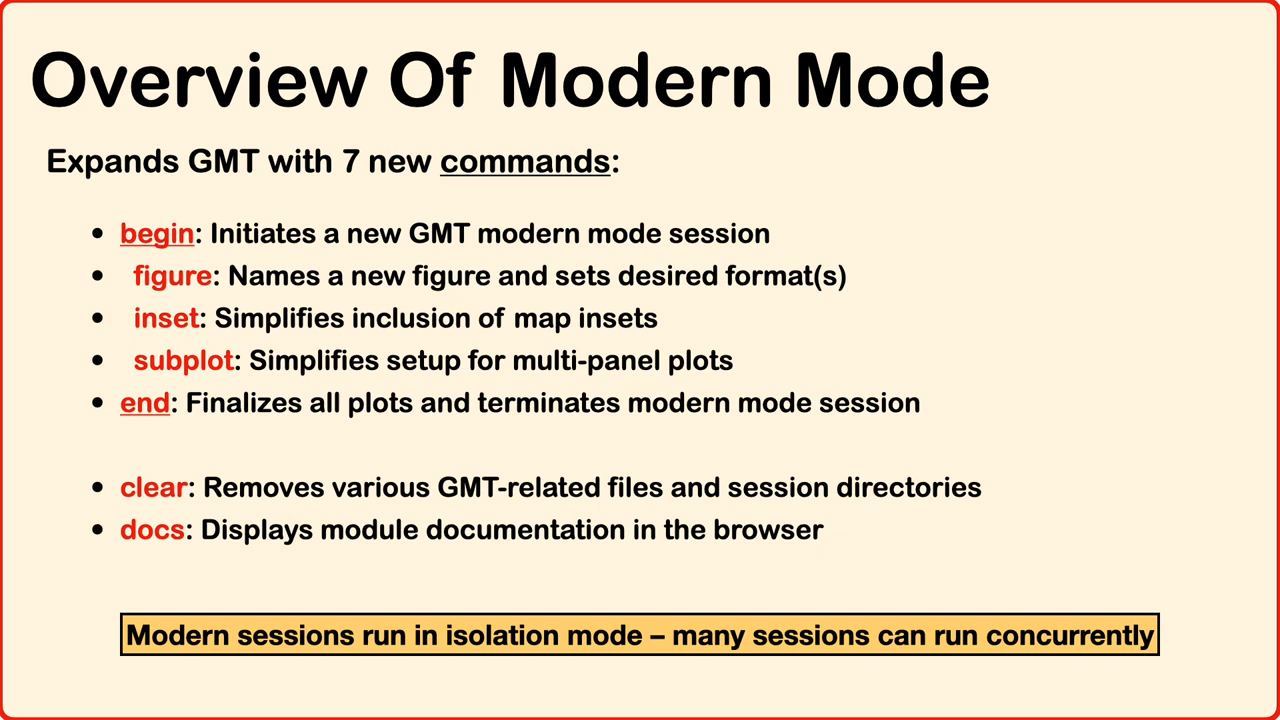 Overview Of Modern Mode
Expands GMT with 7 new commands:
• begin: Initiates a new GMT modern mode session
• figure: Names a new figure and sets desired format(s)
• inset: Simplifies inclusion of map insets
• subplot: Simplifies setup for multi-panel plots
• end: Finalizes all plots and terminates modern mode session
• clear: Removes various GMT-related files and session directories
• docs: Displays module documentation in the browser
Modern sessions run in isolation mode – many sessions can run concurrently